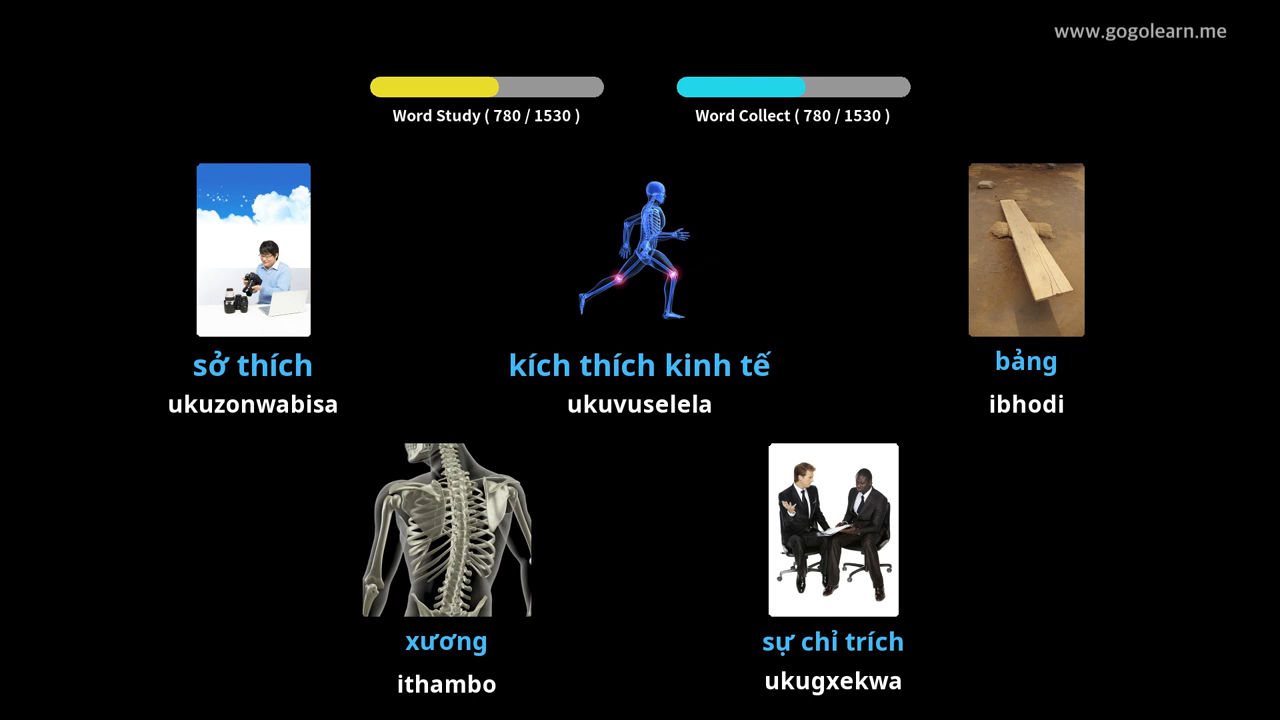 www.gogolearn.me
Word Study ( 780 / 1530 )
Word Collect ( 780 / 1530 )
sở thích
ukuzonwabisa
kích thích kinh tế
ukuvuselela
bảng
ibhodi
xương
ithambo
sự chỉ trích
ukugxekwa